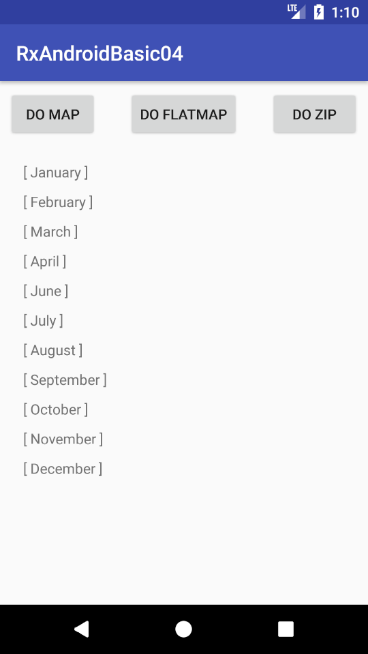 LTE 1:10
RxAndroidBasic04
DO MAP DO FLATMAP DO ZIP
[ January ]
[ February ]
[ March ]
[ April ]
[ June ]
[ July ]
[ August ]
[ September ]
[ October ]
[ November ]
[ December ]